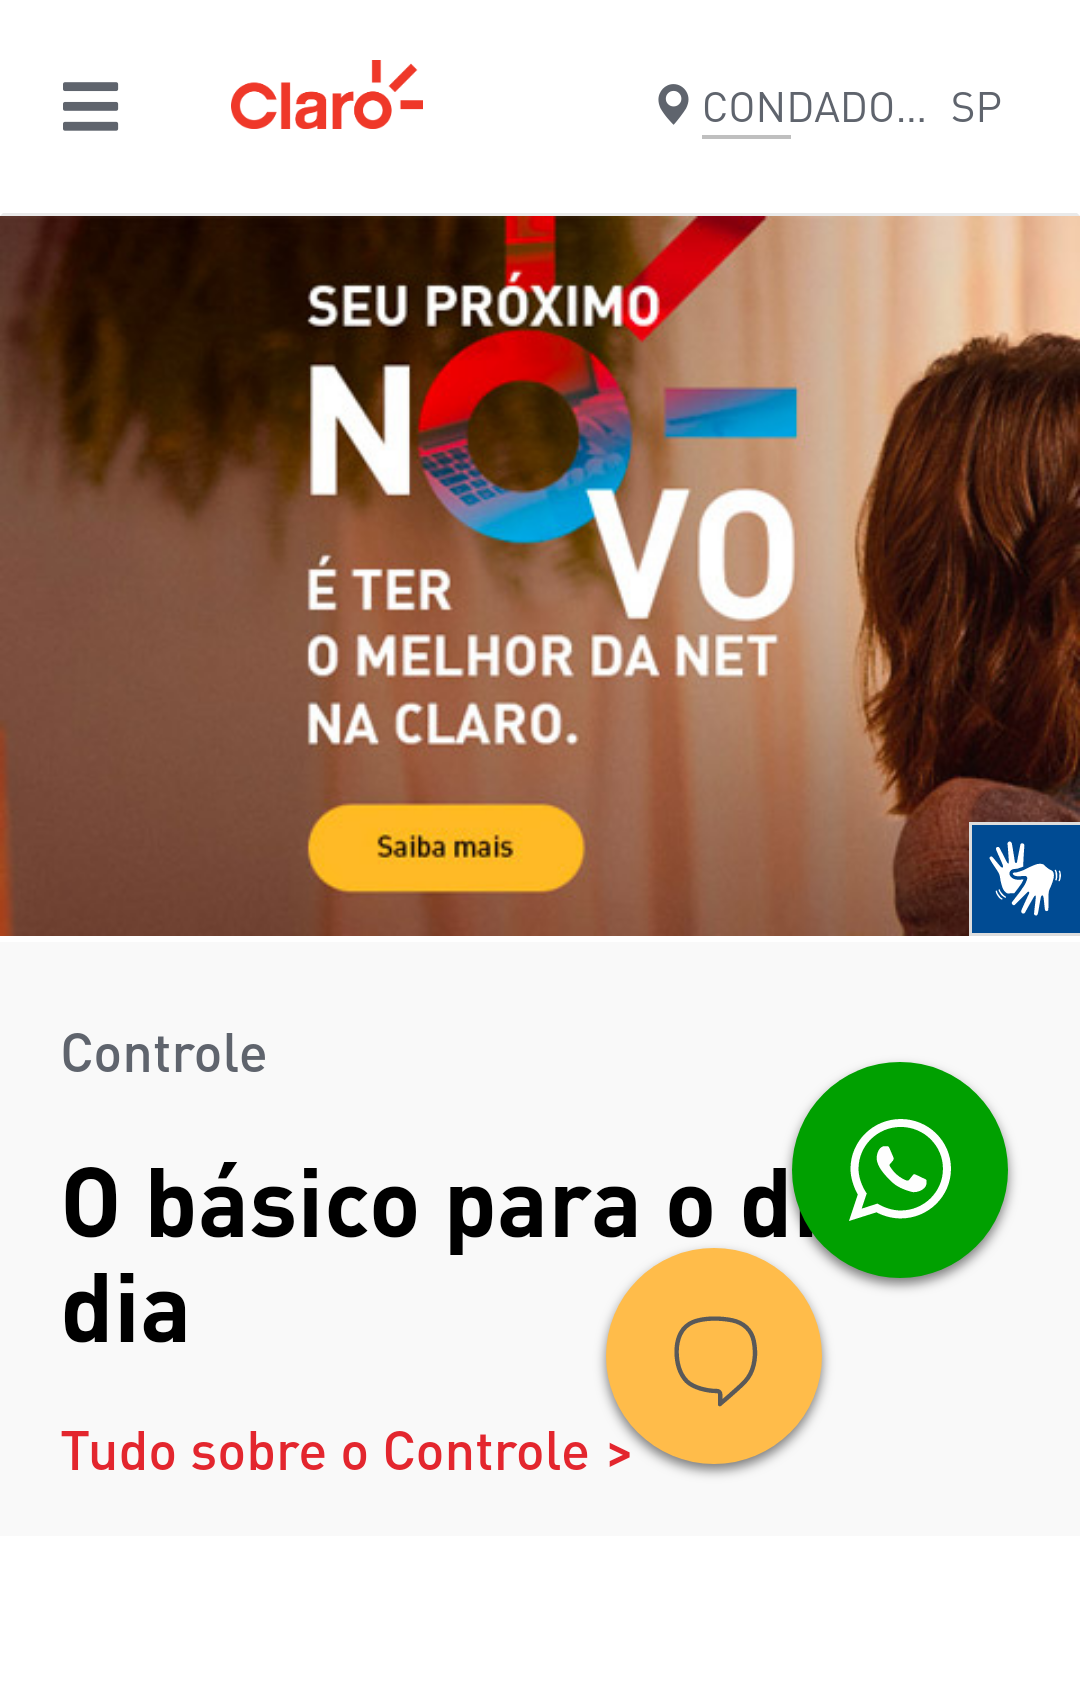 Claro
CONDADO... SP
SEU PRÓXIMO
NOVO
É TER
O MELHOR DA NET
NA CLARO.
Saiba mais
Controle
O básico para o
dia
Tudo sobre o Controle >